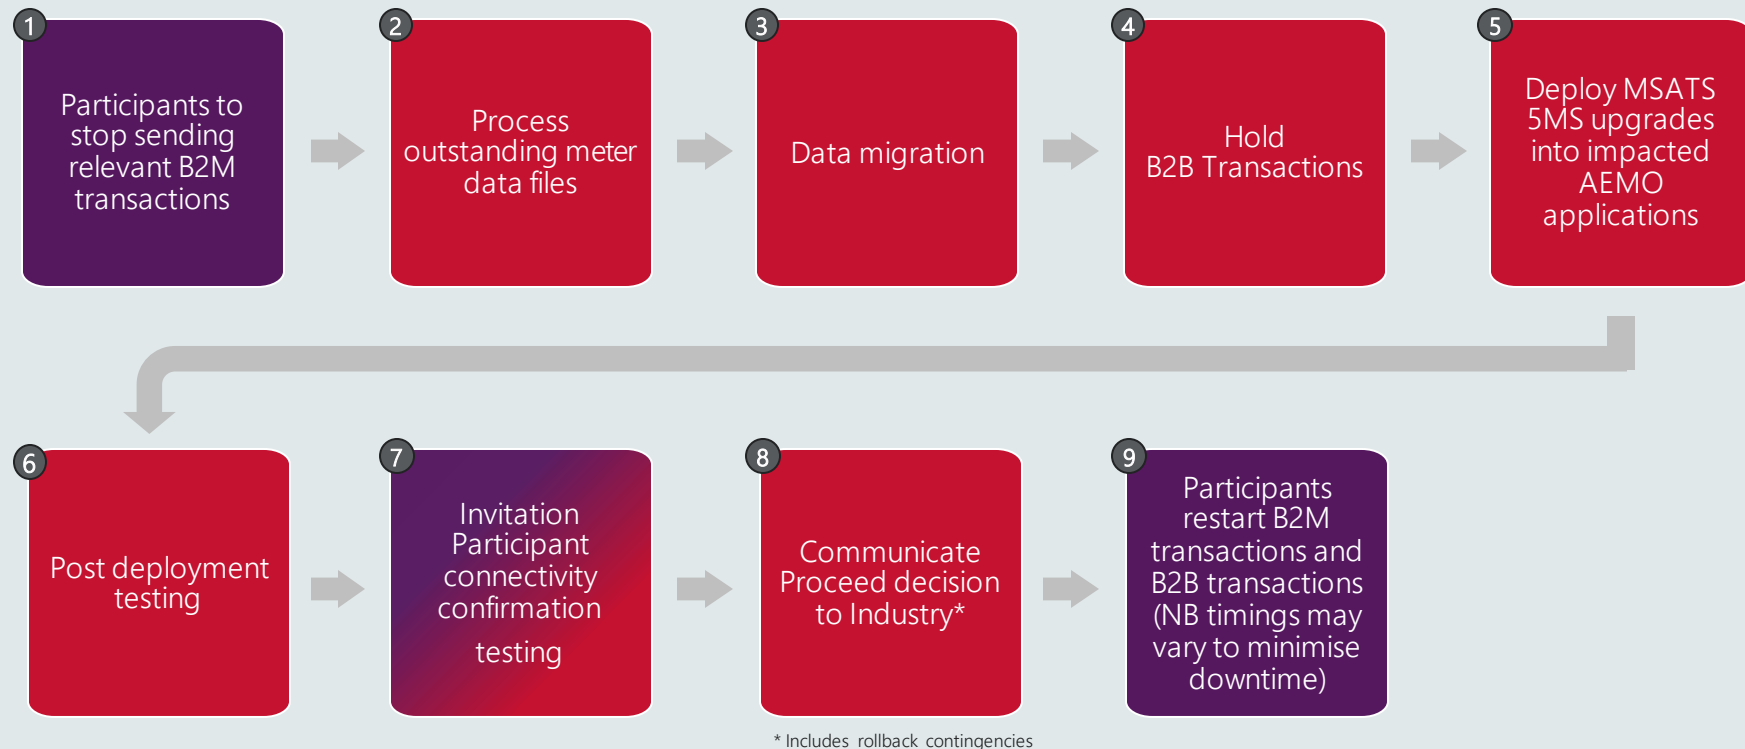 1
Participants to
stop sending
relevant B2M
transactions
2
Process
outstanding meter
data files
3
Data migration
4
Hold
B2B Transactions
5
Deploy MSATS
5MS upgrades
into impacted
AEMO
applications
6
Post deployment
testing
7
Invitation
Participant
connectivity
confirmation
testing
8
Communicate
Proceed decision
to Industry*
9
Participants
restart B2M
transactions and
B2B transactions
(NB timings may
vary to minimise
downtime)
* Includes rollback contingencies